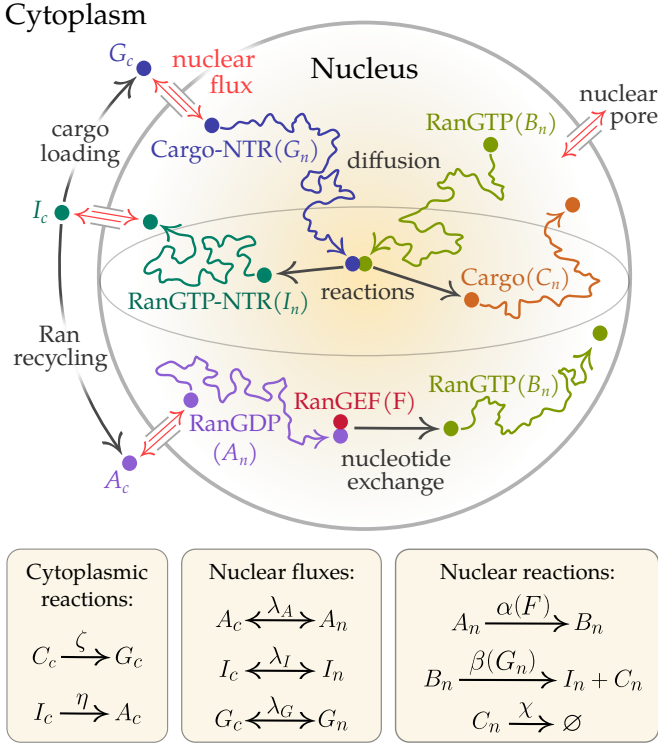 Cytoplasm
G_c
nuclear
flux
Nucleus
nuclear
pore
RanGTP(B_n)
cargo
loading
Cargo-NTR(G_n)
diffusion
I_c
RanGTP-NTR(I_n)
reactions
Cargo(C_n)
Ran
recycling
RanGDP
(A_n)
RanGEF(F)
RanGTP(B_n)
nucleotide
exchange
A_c
Cytoplasmic
reactions:
C_c ζ→ G_c
I_c η→ A_c
Nuclear fluxes:
A_c λ_A↔ A_n
I_c λ_I↔ I_n
G_c λ_G↔ G_n
Nuclear reactions:
A_n α(F)→ B_n
B_n β(G_n)→ I_n + C_n
C_n χ→ ∅